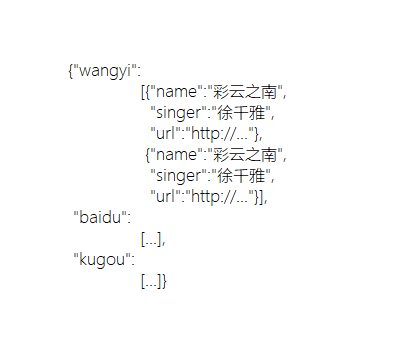 {"wangyi":
[{"name":"彩云之南",
"singer":"徐千雅",
"url":"http://..."},
{"name":"彩云之南",
"singer":"徐千雅",
"url":"http://..."}],
"baidu":
[...],
"kugou":
[...]}